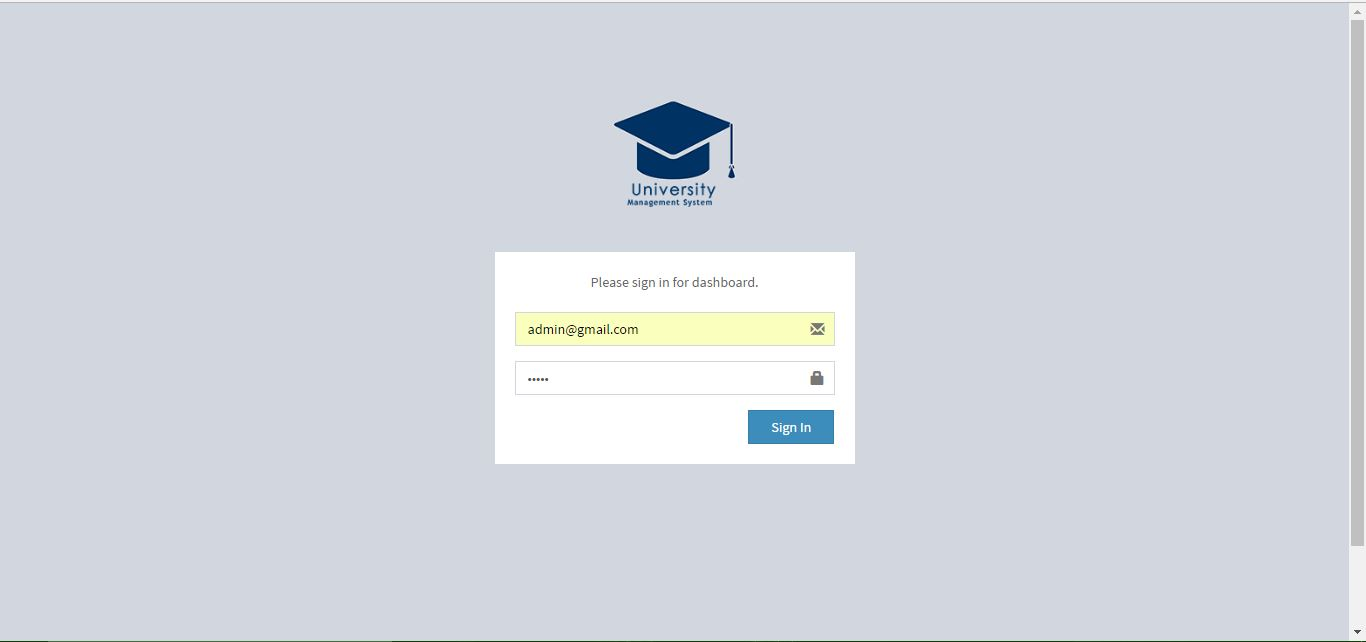 University
Management System
Please sign in for dashboard.
admin@gmail.com
•••••
Sign In